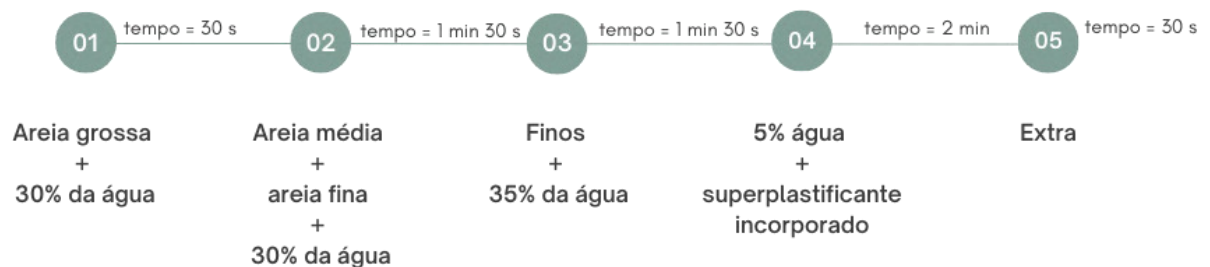 01
tempo = 30 s
02
tempo = 1 min 30 s
03
tempo = 1 min 30 s
04
tempo = 2 min
05
tempo = 30 s
Areia grossa
+
30% da água
Areia média
+
areia fina
+
30% da água
Finos
+
35% da água
5% água
+
superplastificante
incorporado
Extra